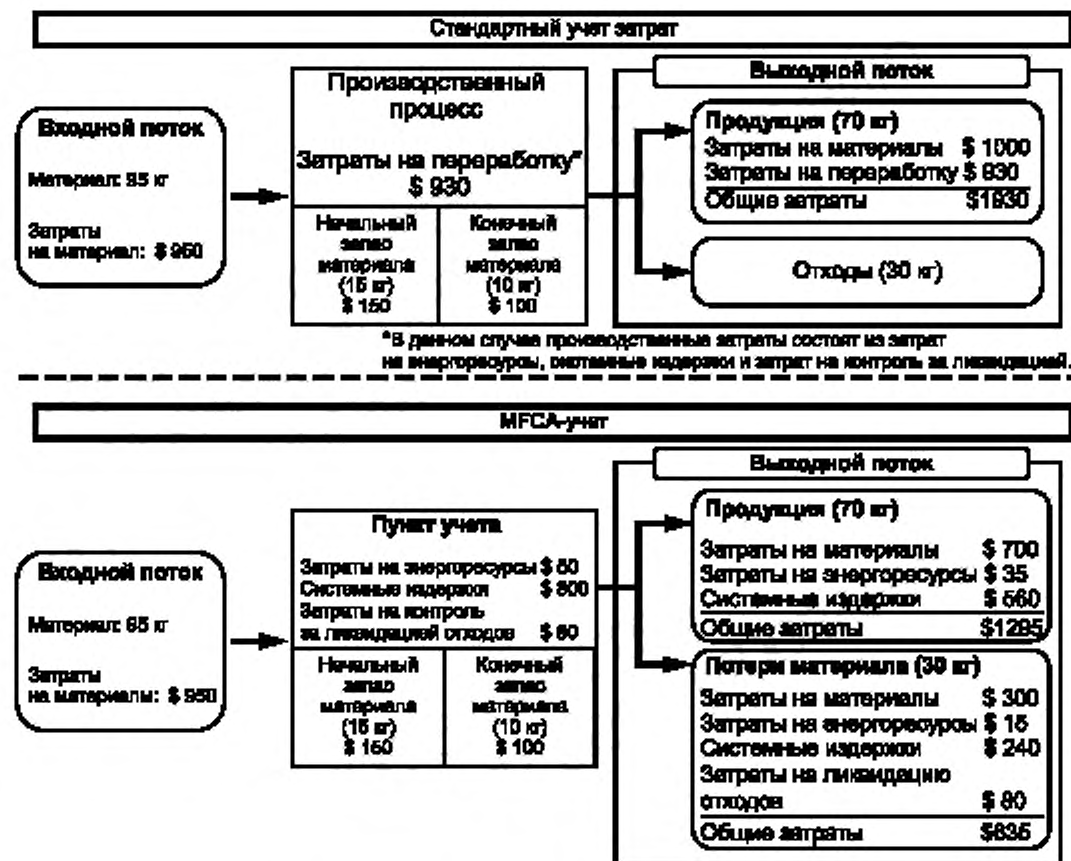 Стандартный учет затрат
Входной поток
Материал: 95 кг
Затраты
на материал: $ 950
Производственный
процесс
Затраты на переработку*
$ 930
Начальный
запас
материала
(15 кг)
$ 150
Конечный
запас
материала
(10 кг)
$ 100
Выходной поток
Продукция (70 кг)
Затраты на материалы $ 1000
Затраты на переработку $ 930
Общие затраты $1930
Отходы (30 кг)
*В данном случае производственные затраты состоят из затрат
на энергоресурсы, системные издержки и затрат на контроль за ликвидацией.
MFCA-учет
Входной поток
Материал: 95 кг
Затраты
на материалы: $ 950
Пункт учета
Затраты на энергоресурсы $ 50
Системные издержки $ 800
Затраты на контроль
за ликвидацией отходов $ 80
Начальный
запас
материала
(15 кг)
$ 150
Конечный
запас
материала
(10 кг)
$ 100
Выходной поток
Продукция (70 кг)
Затраты на материалы $ 700
Затраты на энергоресурсы $ 35
Системные издержки $ 560
Общие затраты $1295
Потери материала (30 кг)
Затраты на материалы $ 300
Затраты на энергоресурсы $ 15
Системные издержки $ 240
Затраты на ликвидацию
отходов $ 80
Общие затраты $635